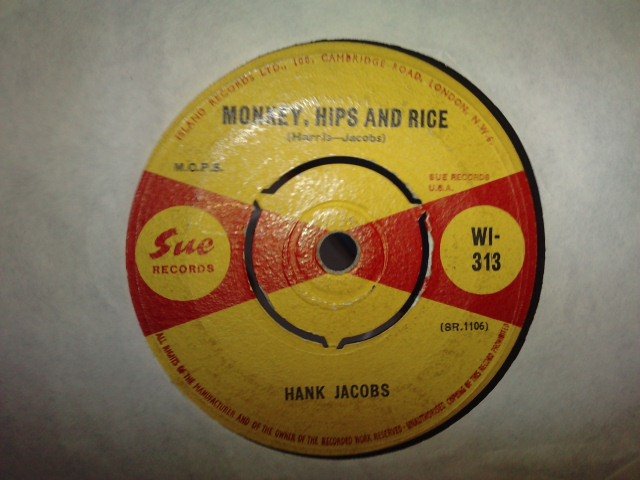 ISLAND RECORDS LTD., 108, CAMBRIDGE ROAD, LONDON, N.W.6
MONKEY, HIPS AND RICE
(Harris—Jacobs)
M.C.P.S.
SUE RECORDS
U.S.A.
Sue
RECORDS
WI-
313
(SR.1106)
HANK JACOBS
ALL RIGHTS OF THE MANUFACTURER AND OF THE OWNER OF THE RECORDED WORK RESERVED · UNAUTHORISED COPYING OF THIS RECORD PROHIBITED